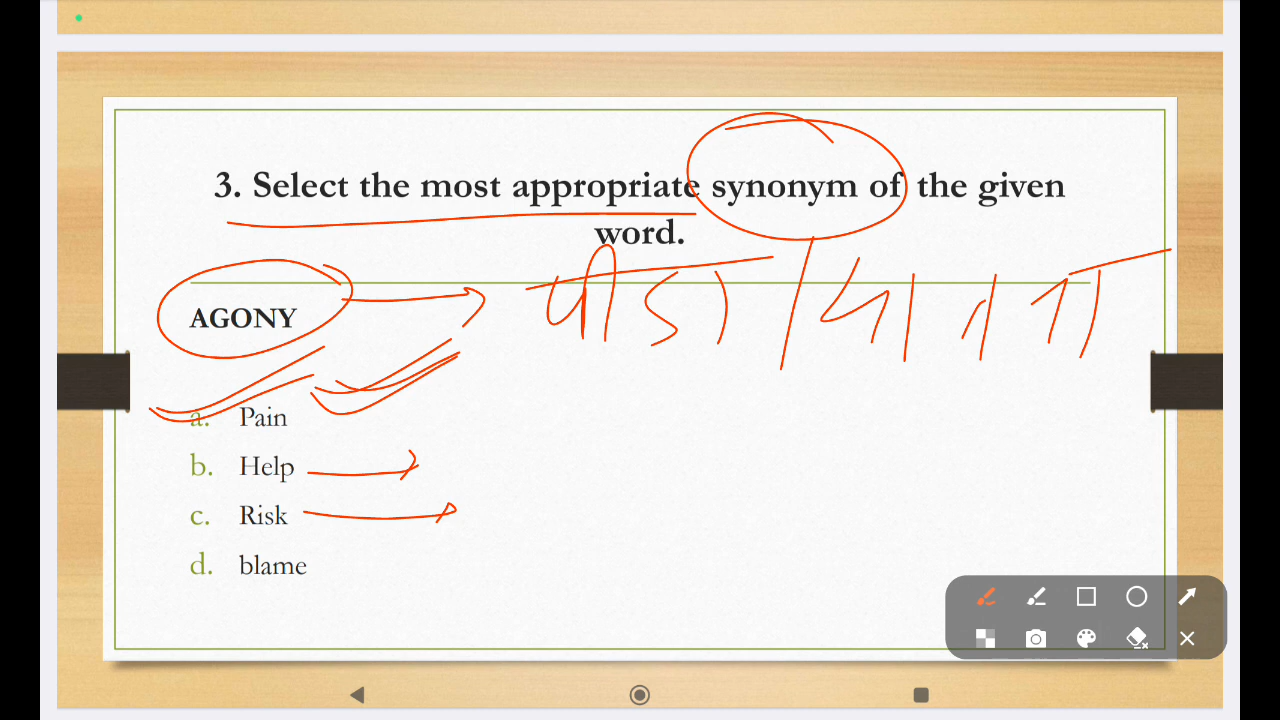 3. Select the most appropriate synonym of the given
word.
AGONY
a. Pain
b. Help
c. Risk
d. blame